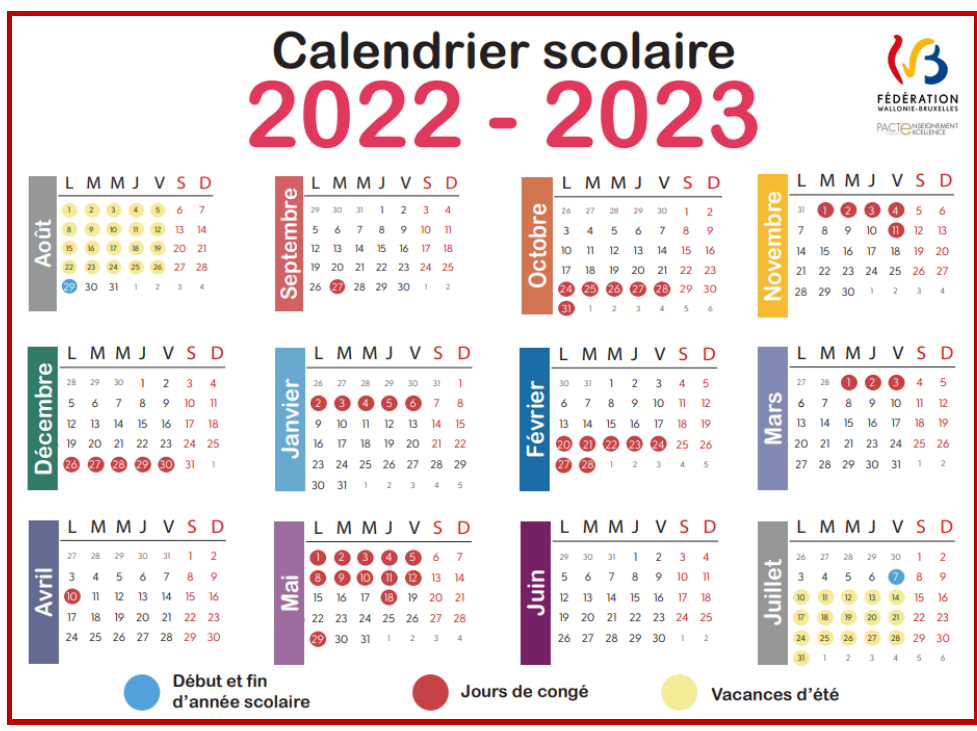 Calendrier scolaire
2022 - 2023
FÉDÉRATION
WALLONIE-BRUXELLES
PACTE NSEIGNEMENT
XCELLENCE
Août
L M M J V S D
1 2 3 4 5 6 7
8 9 10 11 12 13 14
15 16 17 18 19 20 21
22 23 24 25 26 27 28
29 30 31 1 2 3 4
Septembre
L M M J V S D
29 30 31 1 2 3 4
5 6 7 8 9 10 11
12 13 14 15 16 17 18
19 20 21 22 23 24 25
26 27 28 29 30 1 2
Octobre
L M M J V S D
26 27 28 29 30 1 2
3 4 5 6 7 8 9
10 11 12 13 14 15 16
17 18 19 20 21 22 23
24 25 26 27 28 29 30
31 1 2 3 4 5 6
Novembre
L M M J V S D
31 1 2 3 4 5 6
7 8 9 10 11 12 13
14 15 16 17 18 19 20
21 22 23 24 25 26 27
28 29 30 1 2 3 4
Décembre
L M M J V S D
28 29 30 1 2 3 4
5 6 7 8 9 10 11
12 13 14 15 16 17 18
19 20 21 22 23 24 25
26 27 28 29 30 31 1
Janvier
L M M J V S D
26 27 28 29 30 31 1
2 3 4 5 6 7 8
9 10 11 12 13 14 15
16 17 18 19 20 21 22
23 24 25 26 27 28 29
30 31 1 2 3 4 5
Février
L M M J V S D
30 31 1 2 3 4 5
6 7 8 9 10 11 12
13 14 15 16 17 18 19
20 21 22 23 24 25 26
27 28 1 2 3 4 5
Mars
L M M J V S D
27 28 1 2 3 4 5
6 7 8 9 10 11 12
13 14 15 16 17 18 19
20 21 22 23 24 25 26
27 28 29 30 31 1 2
Avril
L M M J V S D
27 28 29 30 31 1 2
3 4 5 6 7 8 9
10 11 12 13 14 15 16
17 18 19 20 21 22 23
24 25 26 27 28 29 30
Mai
L M M J V S D
1 2 3 4 5 6 7
8 9 10 11 12 13 14
15 16 17 18 19 20 21
22 23 24 25 26 27 28
29 30 31 1 2 3 4
Juin
L M M J V S D
29 30 31 1 2 3 4
5 6 7 8 9 10 11
12 13 14 15 16 17 18
19 20 21 22 23 24 25
26 27 28 29 30 1 2
Juillet
L M M J V S D
26 27 28 29 30 1 2
3 4 5 6 7 8 9
10 11 12 13 14 15 16
17 18 19 20 21 22 23
24 25 26 27 28 29 30
31 1 2 3 4 5 6
Début et fin
d'année scolaire
Jours de congé
Vacances d'été